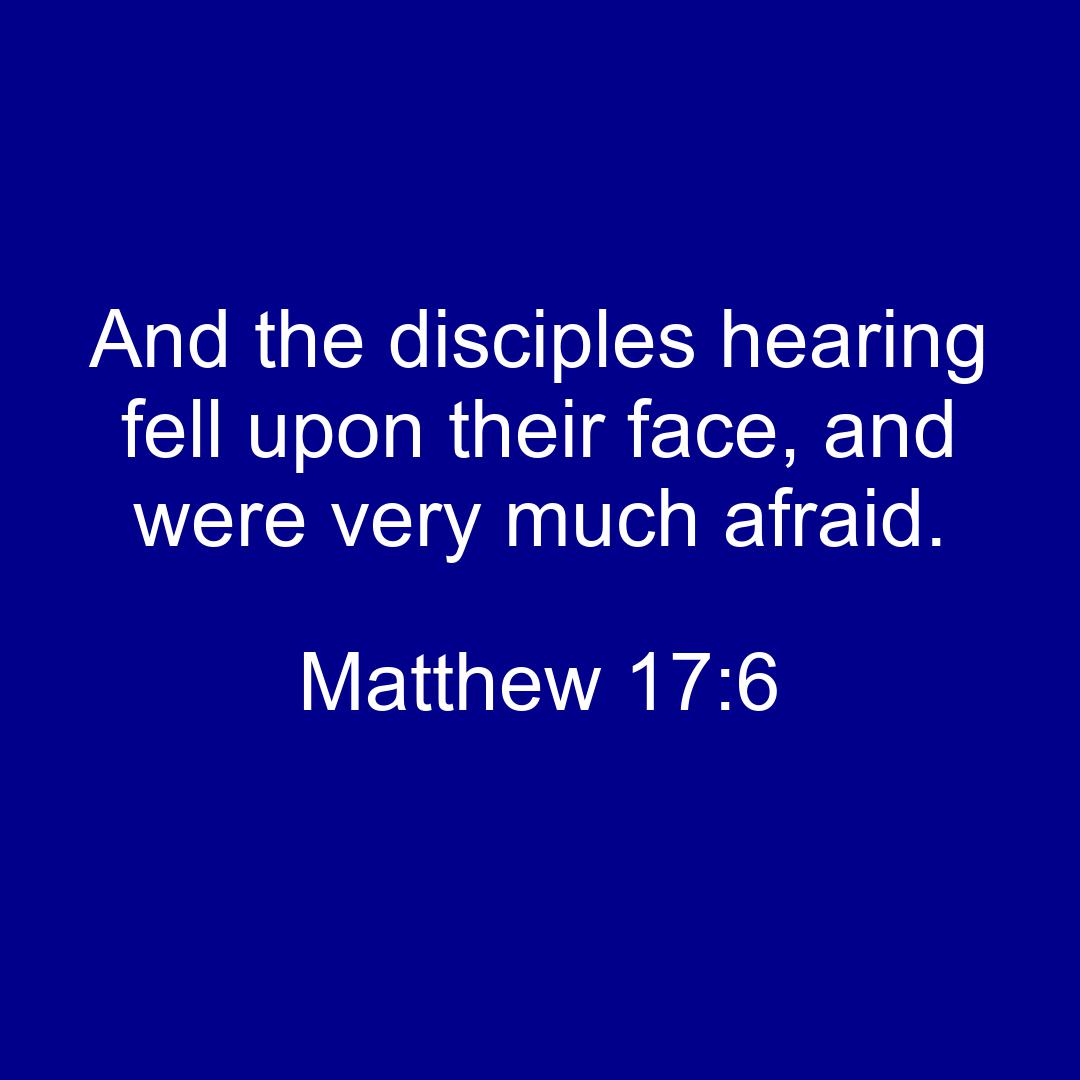 And the disciples hearing
fell upon their face, and
were very much afraid.
Matthew 17:6